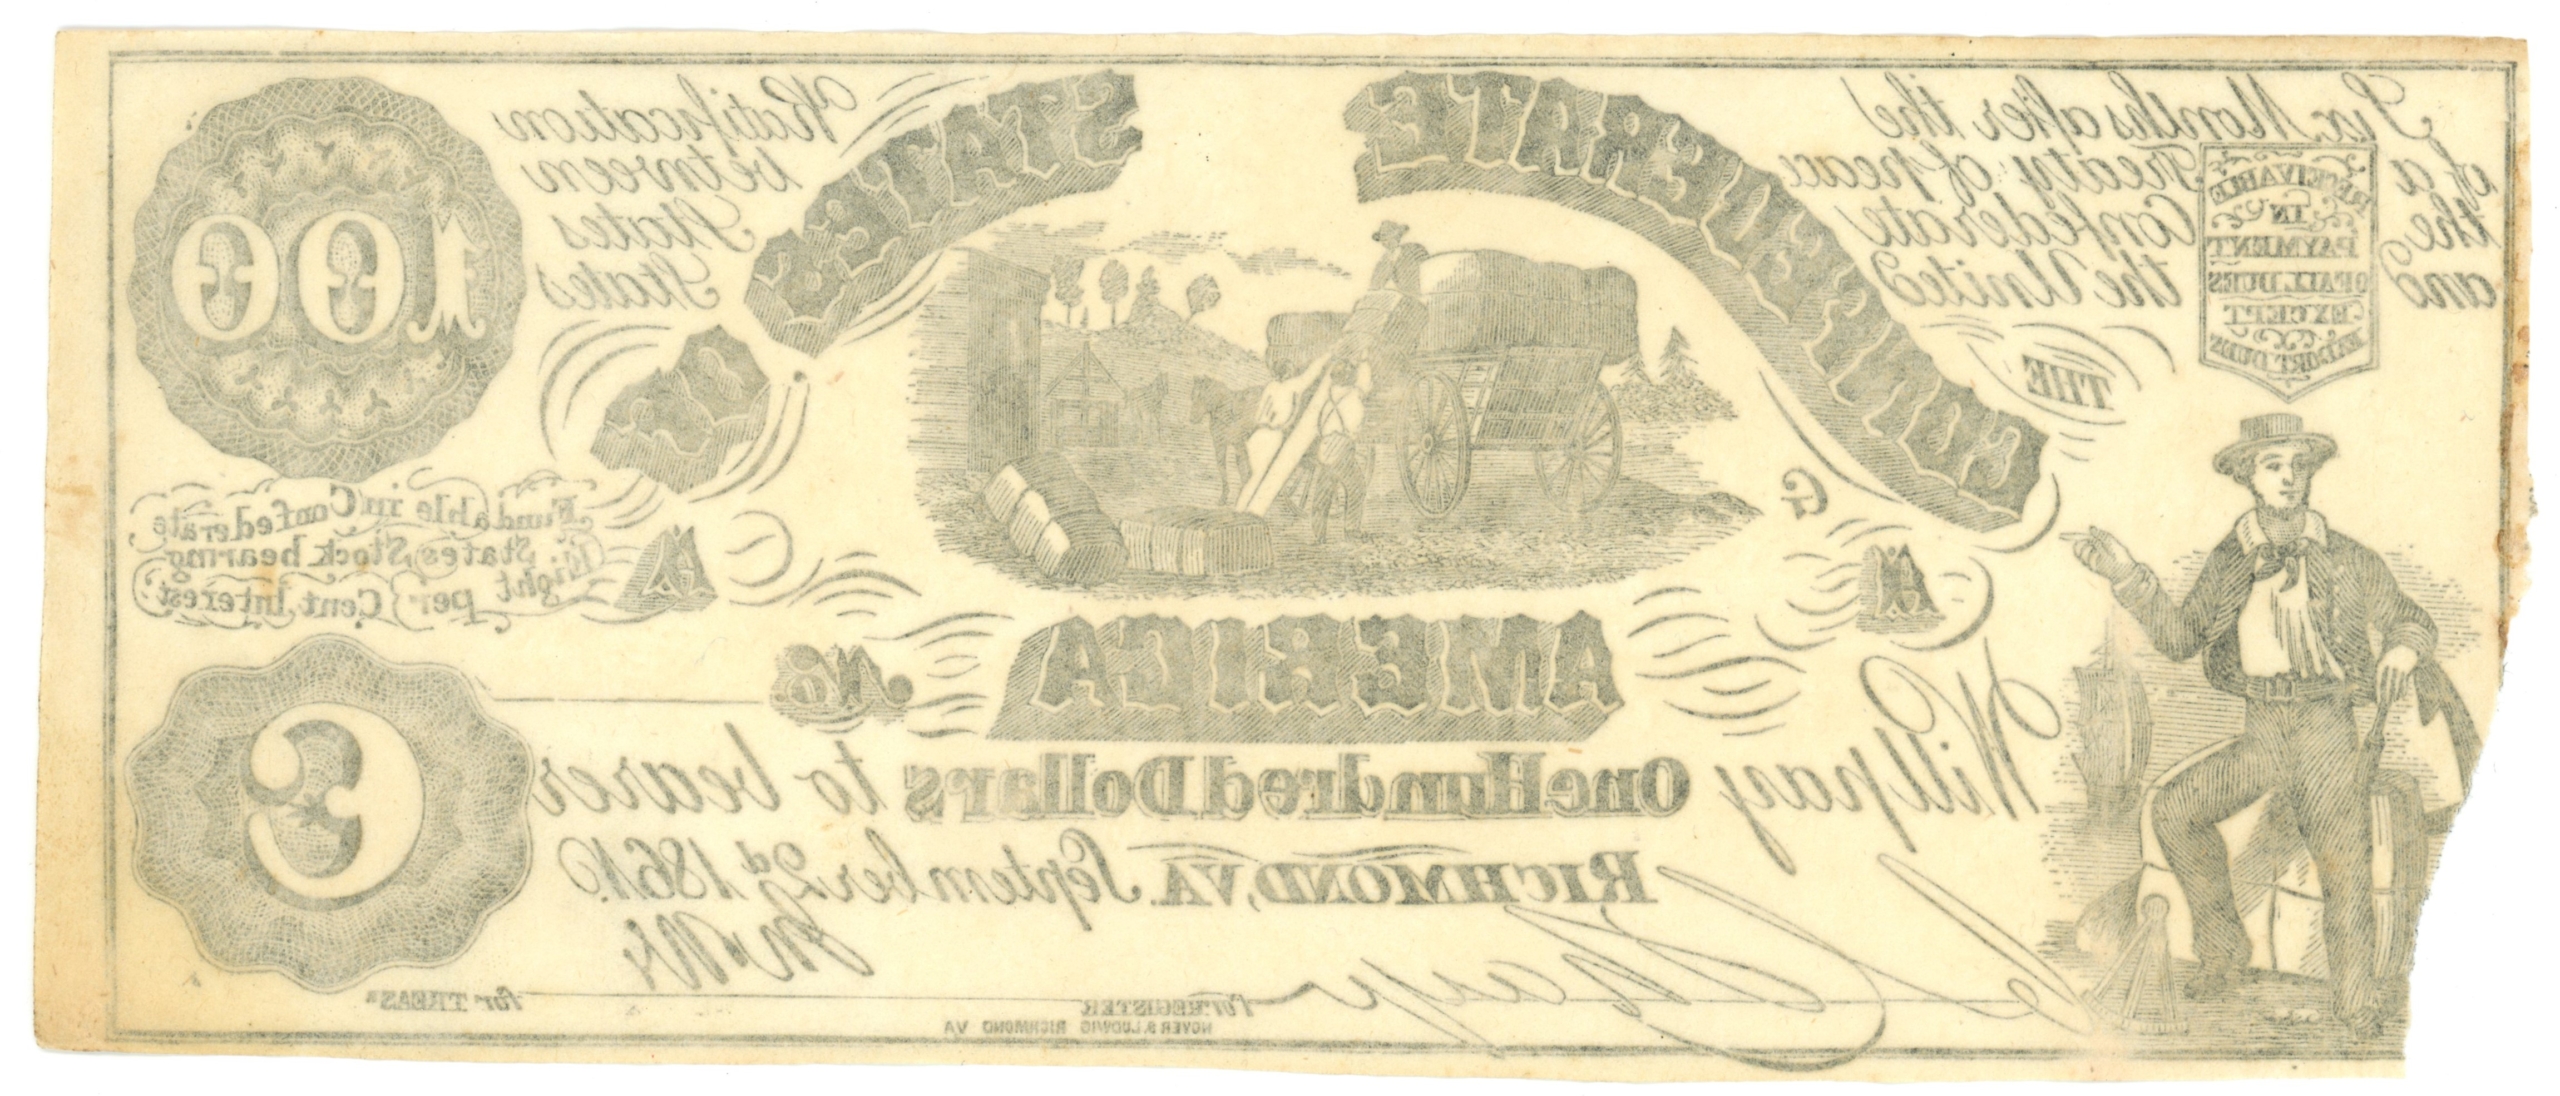 Six Months after the Ratification
of a Treaty of peace between
the Confederate States
and the United States
RECEIVABLE
IN
PAYMENT
OF ALL DUES
EXCEPT
EXPORT DUES
100
THE
CONFEDERATE STATES
OF
AMERICA
G
A
A
Fundable in Confederate
States, Stock bearing
Eight per Cent Interest.
No
Will pay One Hundred Dollars to bearer
RICHMOND, VA. September 2d 1861.
3
For REGISTER
for TREASR
HOYER & LUDWIG RICHMOND VA